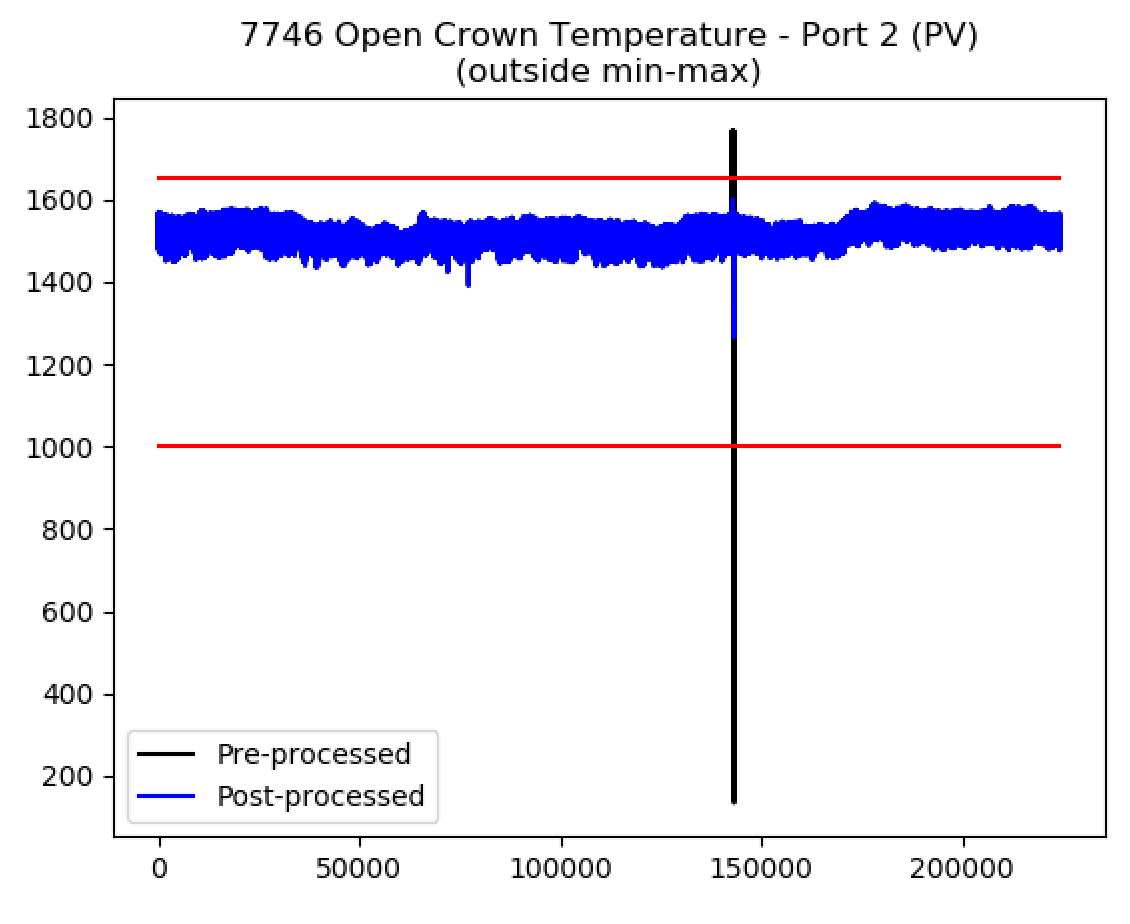 7746 Open Crown Temperature - Port 2 (PV)
(outside min-max)
1800
1600
1400
1200
1000
800
600
400
200
Pre-processed
Post-processed
0 50000 100000 150000 200000